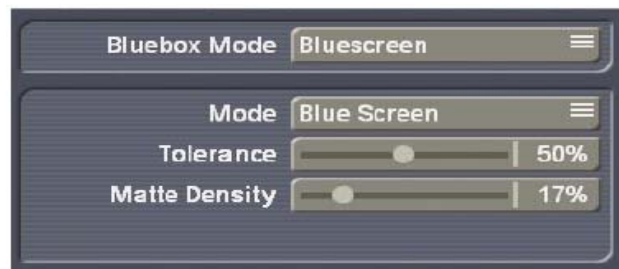 Bluebox Mode Bluescreen
Mode Blue Screen
Tolerance 50%
Matte Density 17%